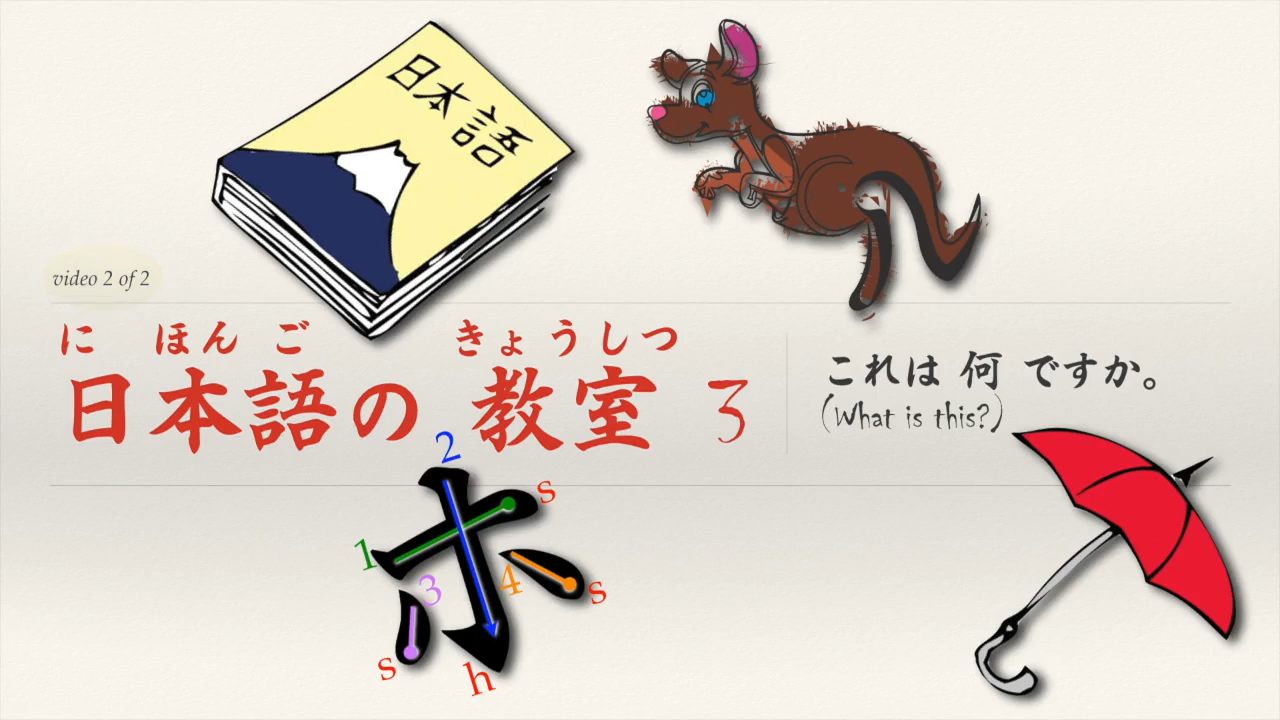 日本語
video 2 of 2
に ほん ご きょうしつ
日本語の 教室 3
これは 何 ですか。
(What is this?)
ホ
2
s
1
3
4
s
s
h